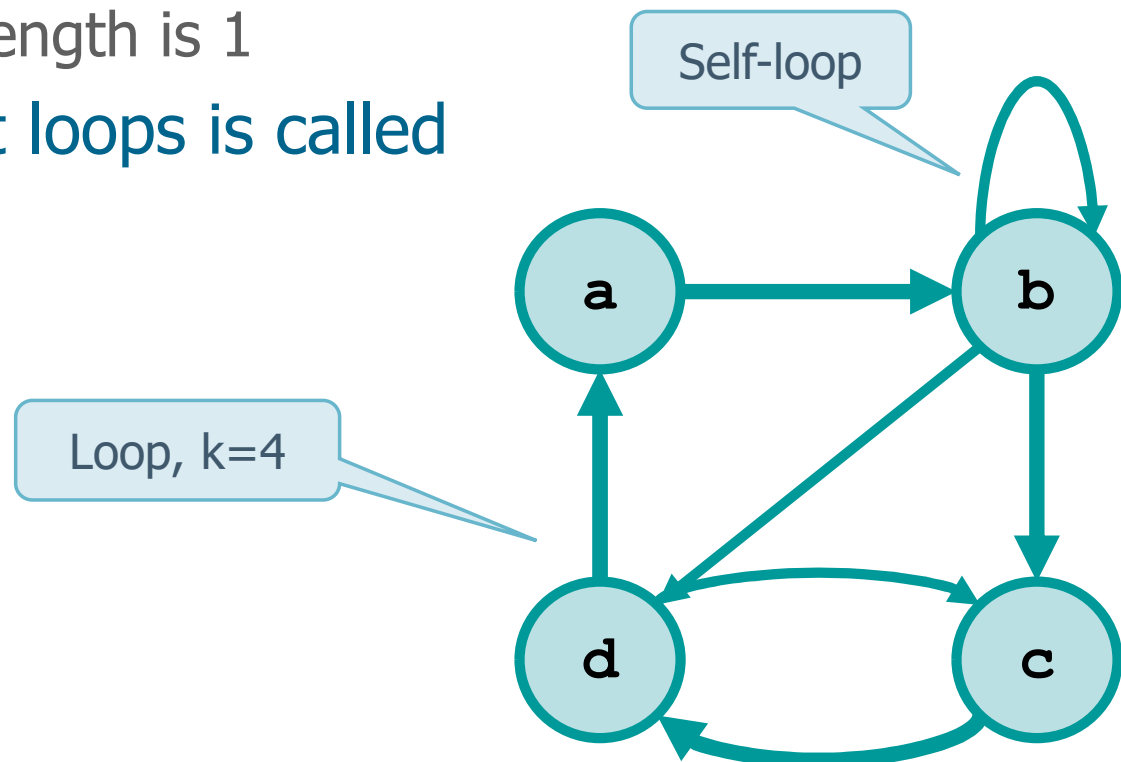 ength is 1
t loops is called
Self-loop
a
b
Loop, k=4
d
c